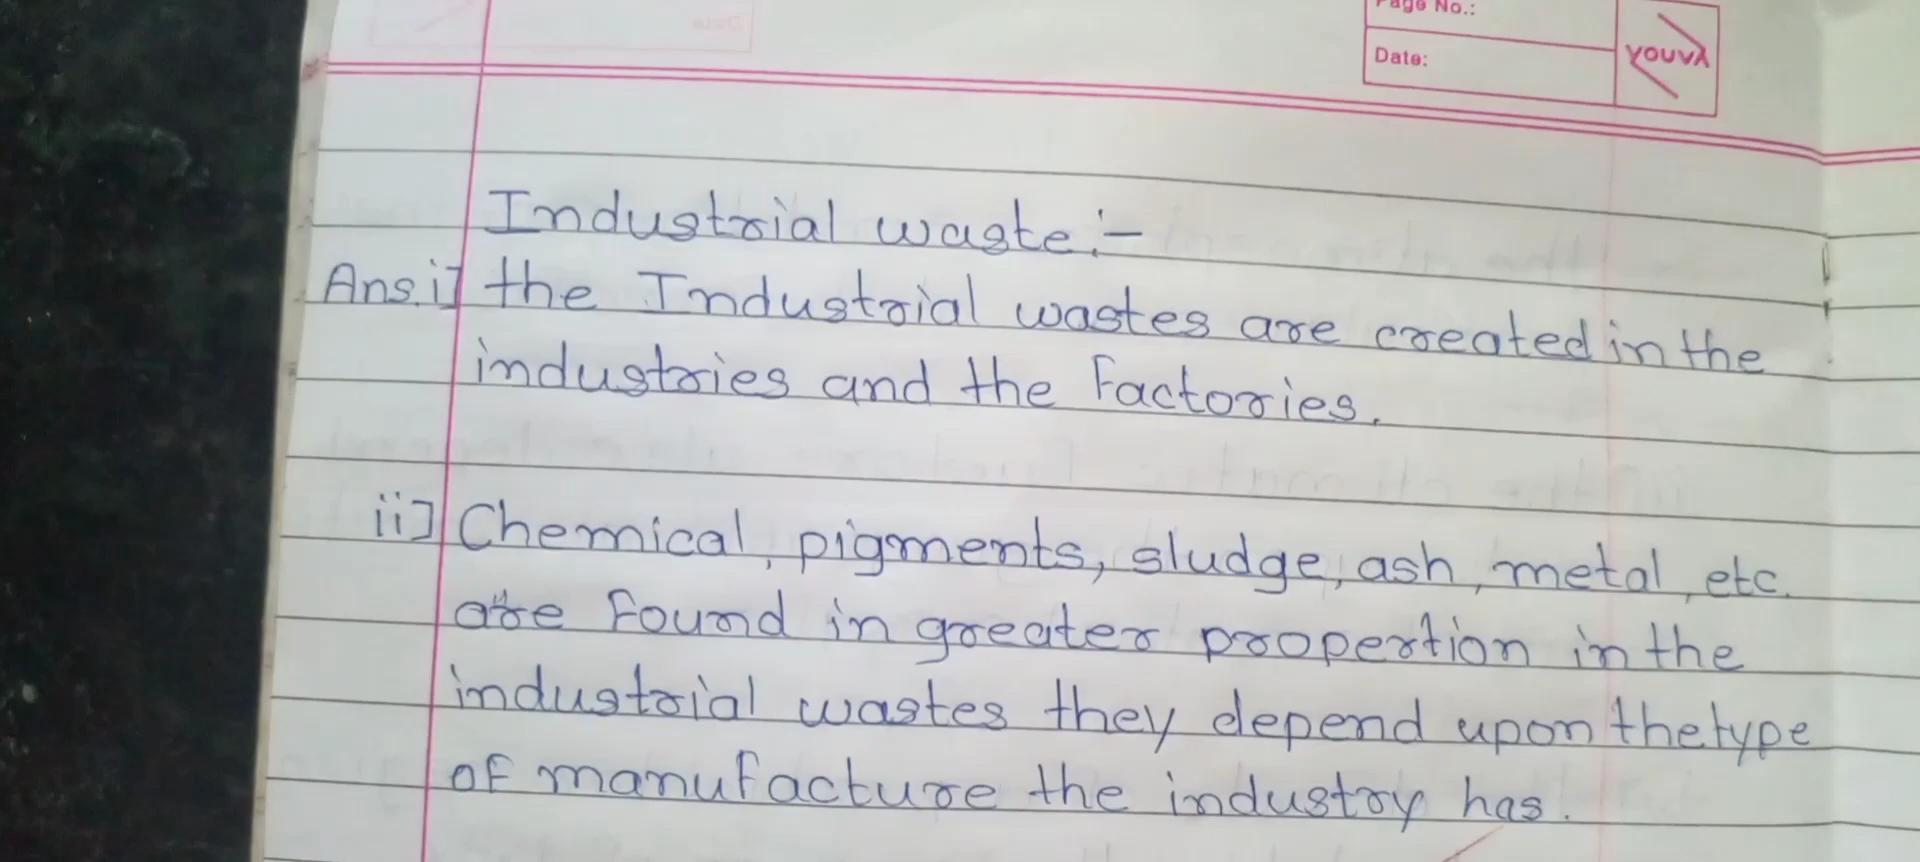 Page No.:
Date:
YOUVA
Industrial waste:-
Ans.i] the Industrial wastes are created in the
industries and the factories.
ii] Chemical, pigments, sludge, ash, metal, etc.
are found in greater propertion in the
industrial wastes they depend upon the type
of manufacture the industry has.